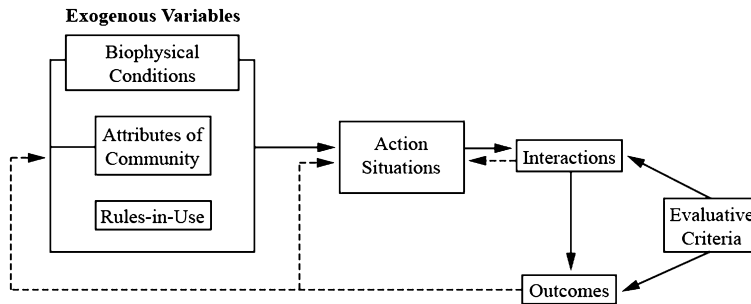 Exogenous Variables
Biophysical
Conditions
Attributes of
Community
Rules-in-Use
Action
Situations
Interactions
Evaluative
Criteria
Outcomes